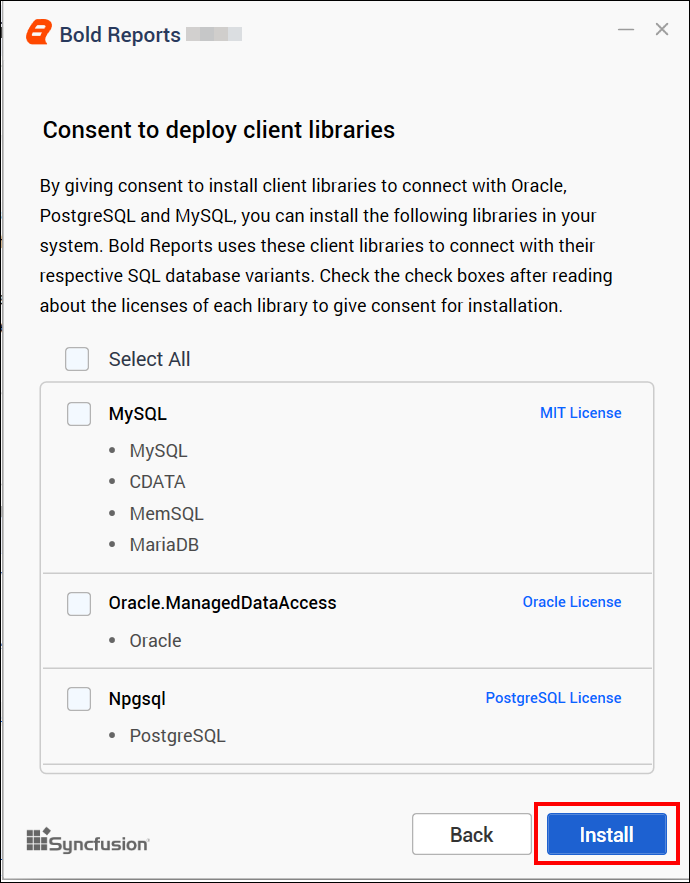 Bold Reports
Consent to deploy client libraries
By giving consent to install client libraries to connect with Oracle,
PostgreSQL and MySQL, you can install the following libraries in your
system. Bold Reports uses these client libraries to connect with their
respective SQL database variants. Check the check boxes after reading
about the licenses of each library to give consent for installation.
Select All
MySQL MIT License
• MySQL
• CDATA
• MemSQL
• MariaDB
Oracle.ManagedDataAccess Oracle License
• Oracle
Npgsql PostgreSQL License
• PostgreSQL
Syncfusion Back Install